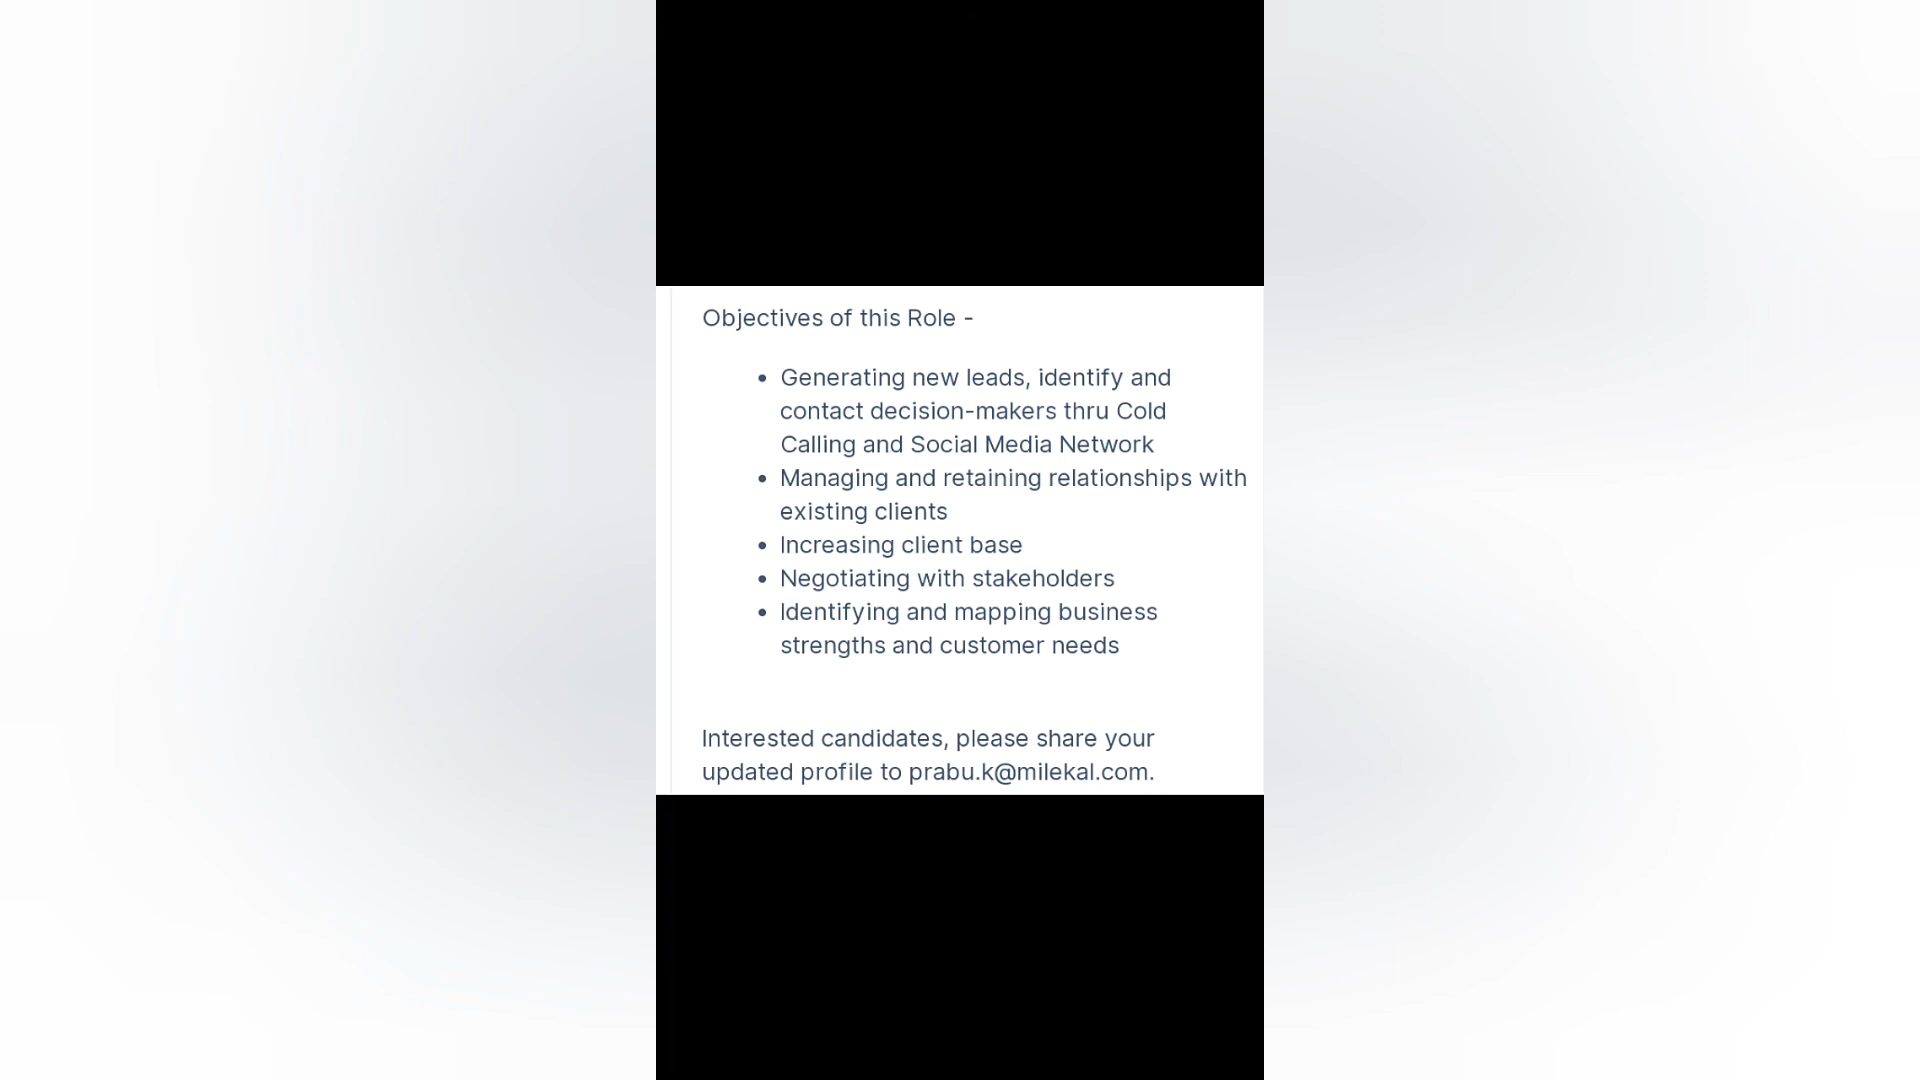 Objectives of this Role -
• Generating new leads, identify and
contact decision-makers thru Cold
Calling and Social Media Network
• Managing and retaining relationships with
existing clients
• Increasing client base
• Negotiating with stakeholders
• Identifying and mapping business
strengths and customer needs
Interested candidates, please share your
updated profile to prabu.k@milekal.com.